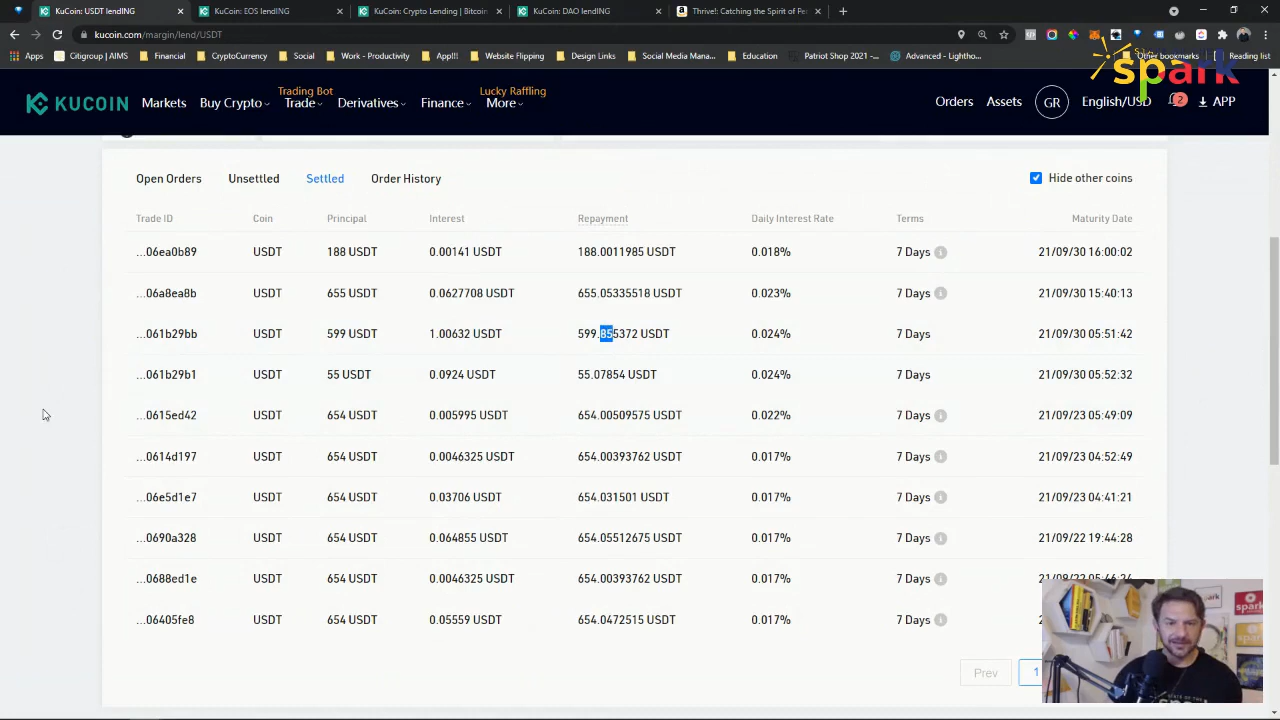 KuCoin: USDT lendING
KuCoin: EOS lendING
KuCoin: Crypto Lending | Bitcoin
KuCoin: DAO lendING
Thrive!: Catching the Spirit of Pe
kucoin.com/margin/lend/USDT
Apps
Citigroup | AIMS
Financial
CryptoCurrency
Social
Work - Productivity
App!!!
Website Flipping
Design Links
Social Media Mana...
Education
Patriot Shop 2021 -...
Advanced - Lightho...
Other bookmarks
Reading list
spark
KUCOIN
Markets
Buy Crypto
Trading Bot
Trade
Derivatives
Finance
Lucky Raffling
More
Orders
Assets
GR
English/USD
2
APP
Open Orders
Unsettled
Settled
Order History
Hide other coins
Trade ID Coin Principal Interest Repayment Daily Interest Rate Terms Maturity Date
...06ea0b89 USDT 188 USDT 0.00141 USDT 188.0011985 USDT 0.018% 7 Days 21/09/30 16:00:02
...06a8ea8b USDT 655 USDT 0.0627708 USDT 655.05335518 USDT 0.023% 7 Days 21/09/30 15:40:13
...061b29bb USDT 599 USDT 1.00632 USDT 599.855372 USDT 0.024% 7 Days 21/09/30 05:51:42
...061b29b1 USDT 55 USDT 0.0924 USDT 55.07854 USDT 0.024% 7 Days 21/09/30 05:52:32
...0615ed42 USDT 654 USDT 0.005995 USDT 654.00509575 USDT 0.022% 7 Days 21/09/23 05:49:09
...0614d197 USDT 654 USDT 0.0046325 USDT 654.00393762 USDT 0.017% 7 Days 21/09/23 04:52:49
...06e5d1e7 USDT 654 USDT 0.03706 USDT 654.031501 USDT 0.017% 7 Days 21/09/23 04:41:21
...0690a328 USDT 654 USDT 0.064855 USDT 654.05512675 USDT 0.017% 7 Days 21/09/22 19:44:28
...0688ed1e USDT 654 USDT 0.0046325 USDT 654.00393762 USDT 0.017% 7 Days 21/09/22 05:46:24
...06405fe8 USDT 654 USDT 0.05559 USDT 654.0472515 USDT 0.017% 7 Days
Prev
1
spark
spark